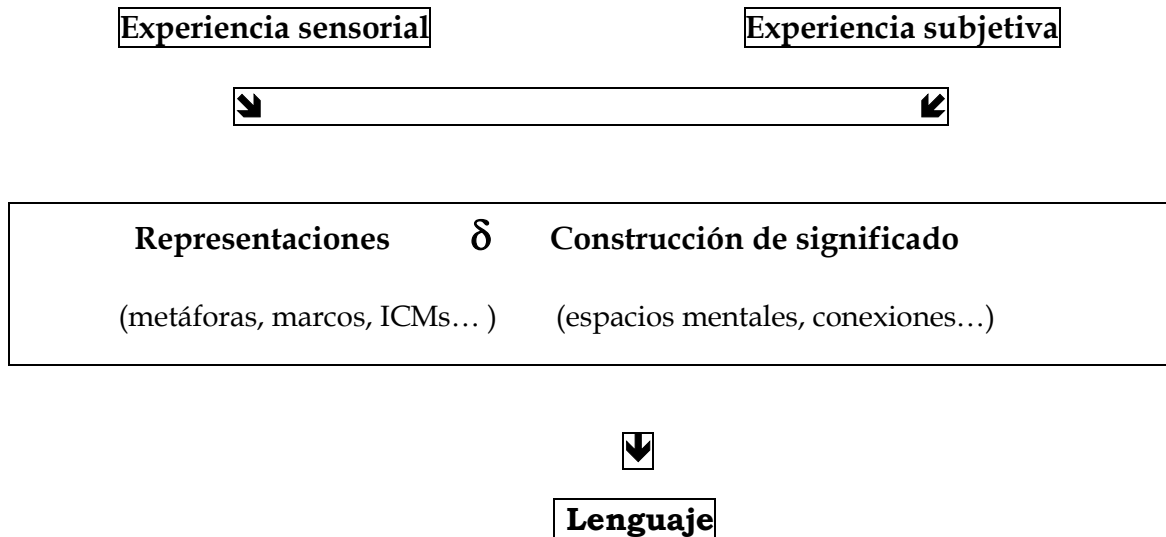 Experiencia sensorial Experiencia subjetiva
🡾 🡿
Representaciones δ Construcción de significado
(metáforas, marcos, ICMs… ) (espacios mentales, conexiones…)
🡻
Lenguaje